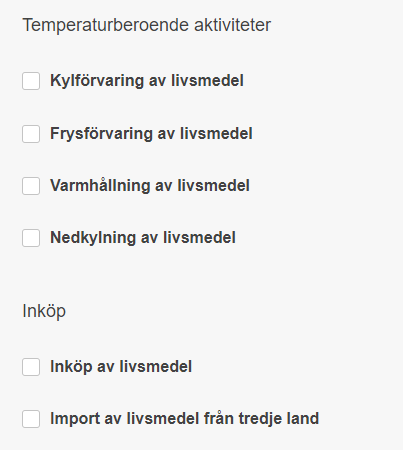 Temperaturberoende aktiviteter
Kylförvaring av livsmedel
Frysförvaring av livsmedel
Varmhållning av livsmedel
Nedkylning av livsmedel
Inköp
Inköp av livsmedel
Import av livsmedel från tredje land